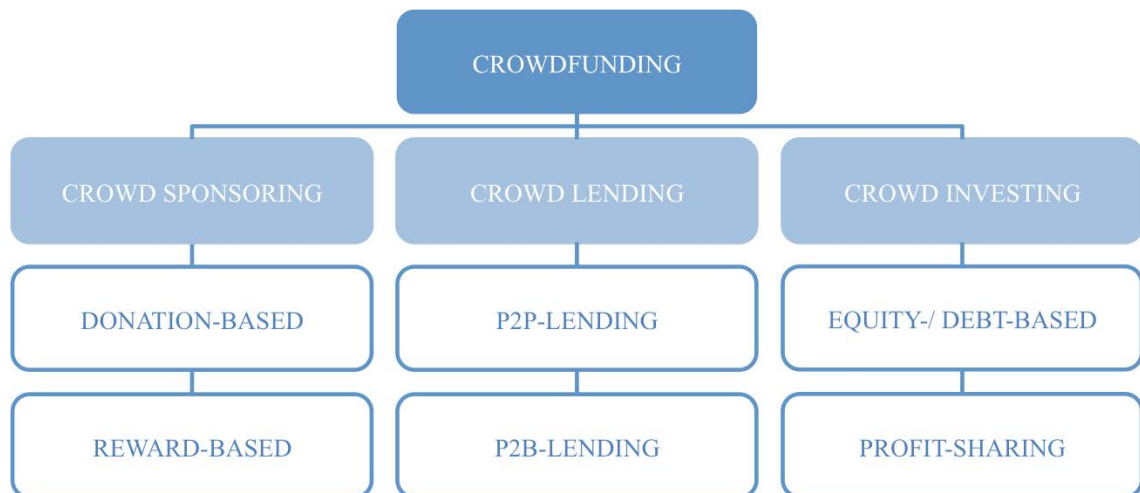 CROWDFUNDING
CROWD SPONSORING
CROWD LENDING
CROWD INVESTING
DONATION-BASED
P2P-LENDING
EQUITY-/ DEBT-BASED
REWARD-BASED
P2B-LENDING
PROFIT-SHARING